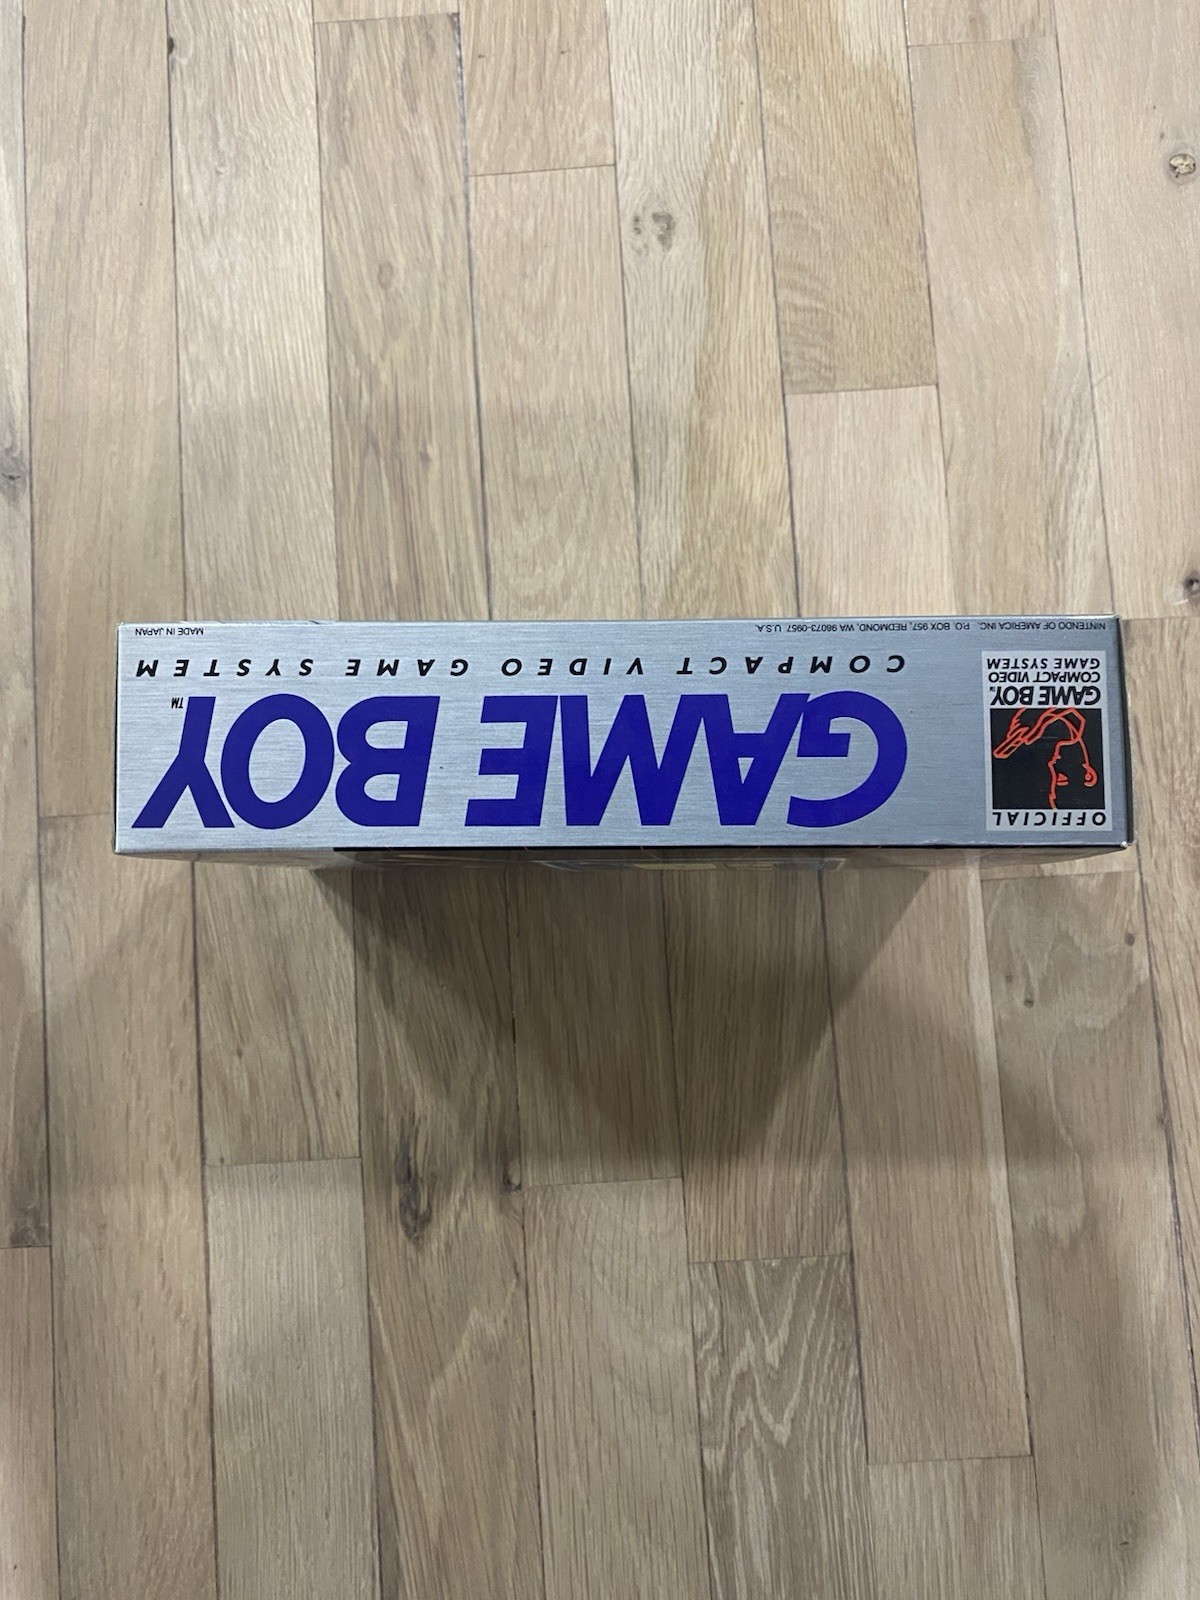 OFFICIAL
GAME BOY™
COMPACT VIDEO
GAME SYSTEM
GAME BOY™
COMPACT VIDEO GAME SYSTEM
NINTENDO OF AMERICA INC. P.O. BOX 957, REDMOND, WA 98073-0957 U.S.A.
MADE IN JAPAN